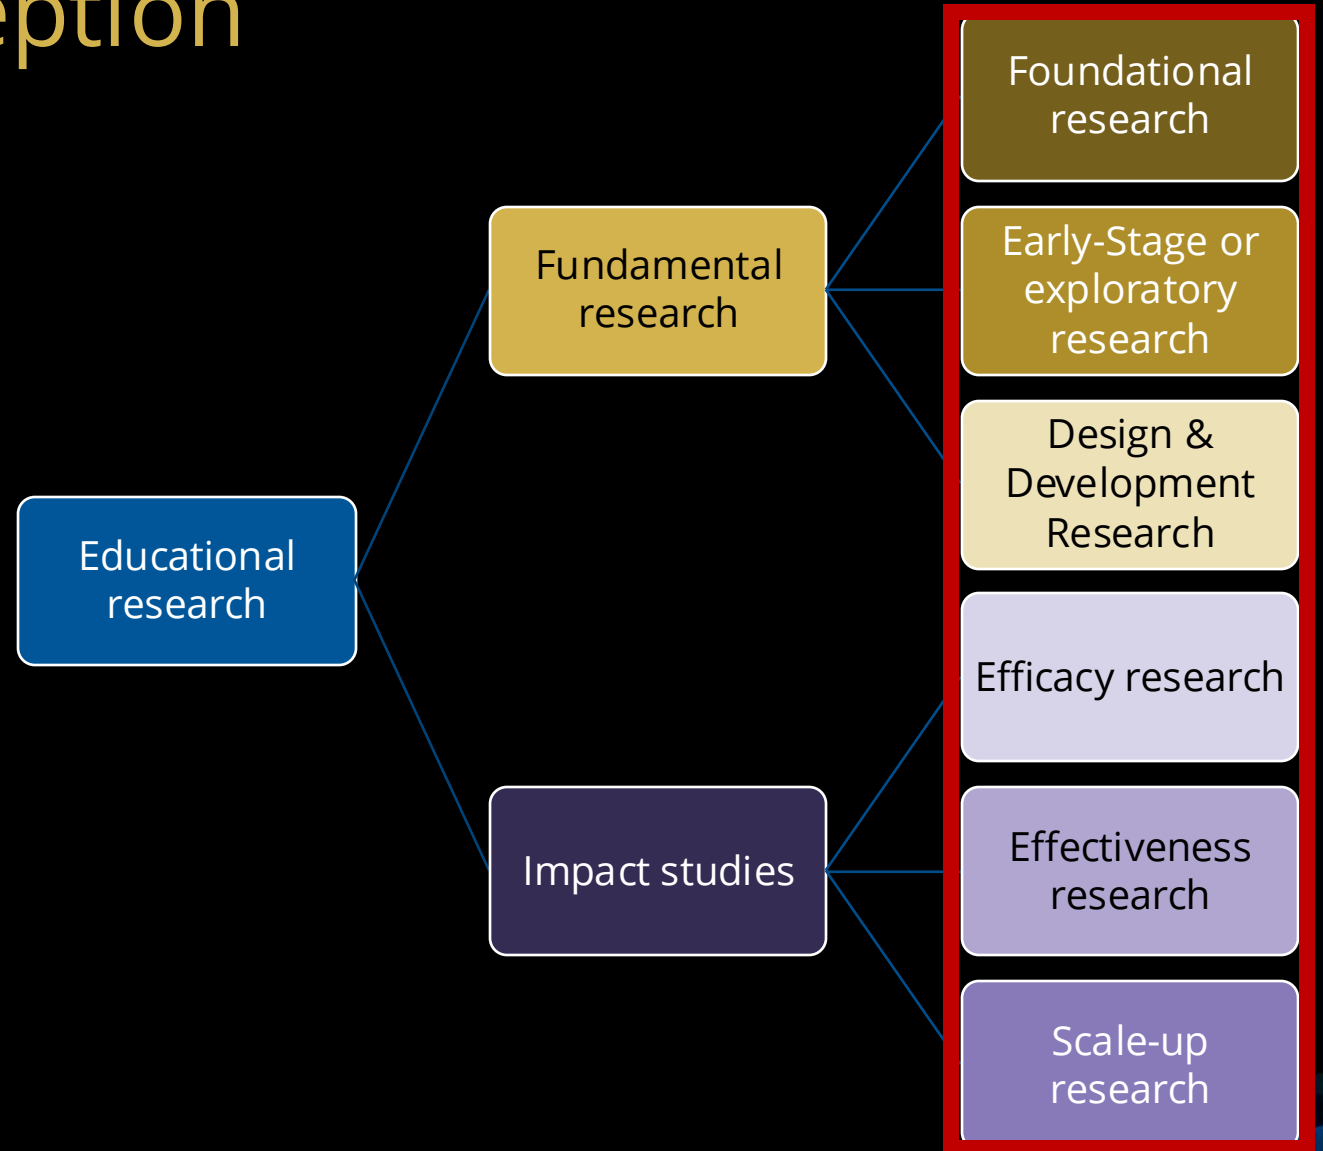 eption
Educational
research
Fundamental
research
Impact studies
Foundational
research
Early-Stage or
exploratory
research
Design &
Development
Research
Efficacy research
Effectiveness
research
Scale-up
research